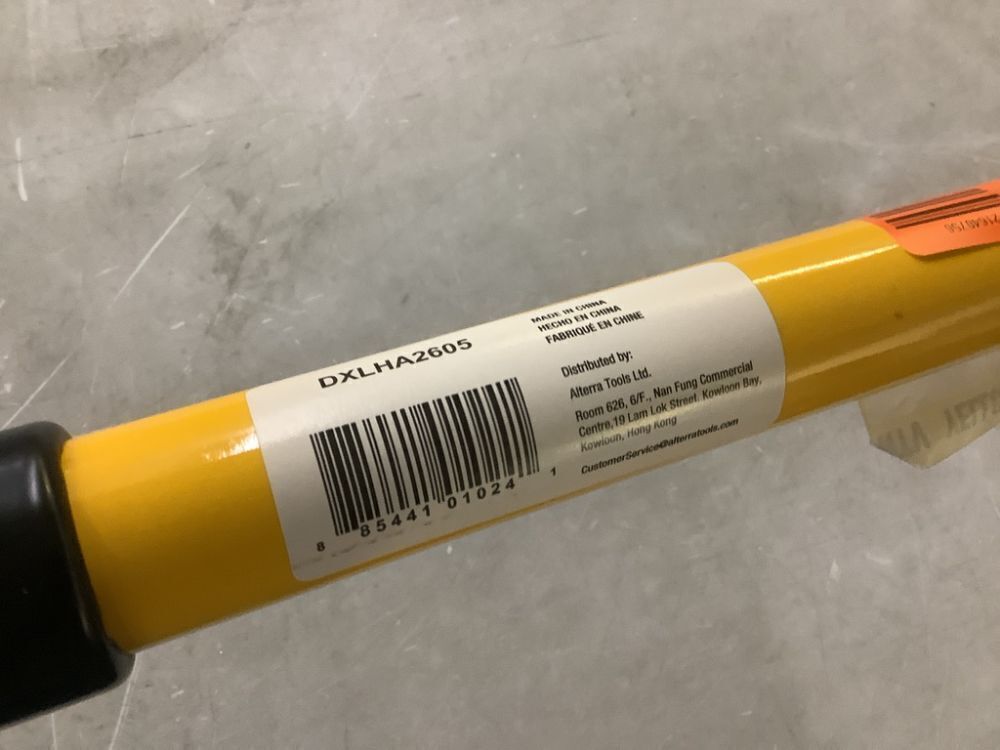 DXLHA2605
8 85441 01024 1
MADE IN CHINA
HECHO EN CHINA
FABRIQUÉ EN CHINE
Distributed by:
Alterra Tools Ltd.
Room 626, 6/F., Nan Fung Commercial
Centre,19 Lam Lok Street, Kowloon Bay,
Kowloon, Hong Kong
CustomerService@alterratools.com